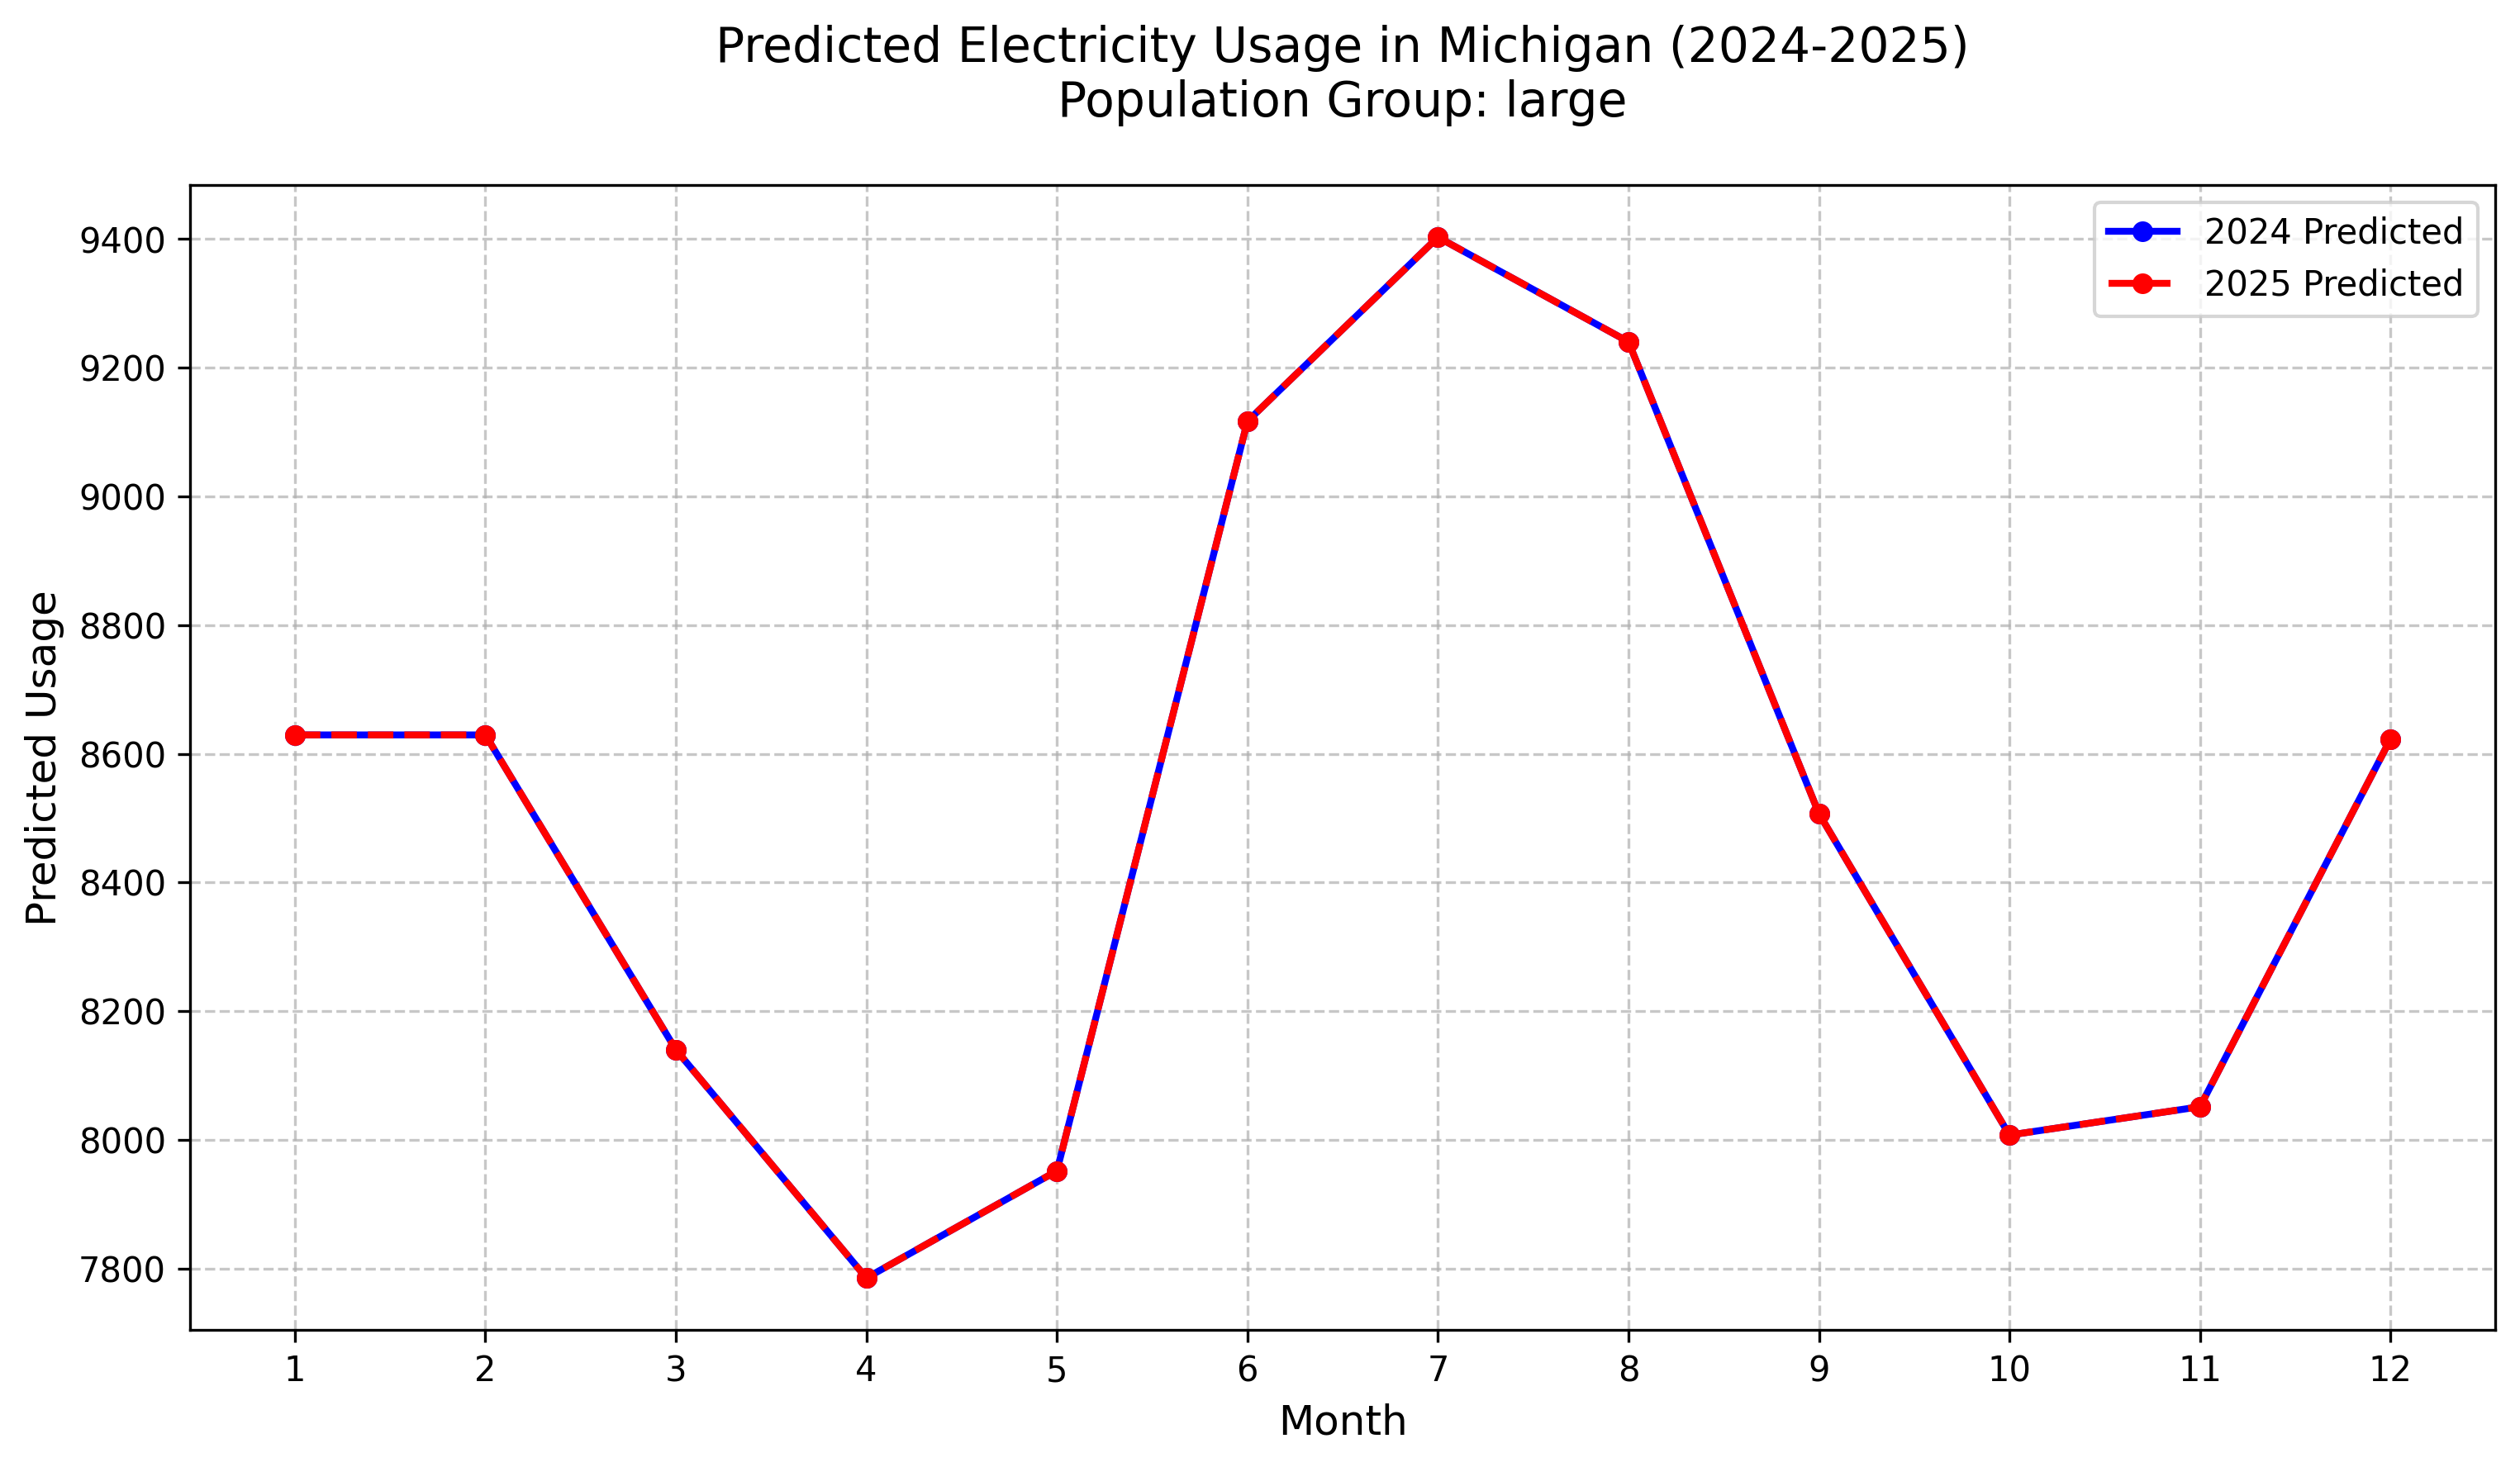 Predicted Electricity Usage in Michigan (2024-2025)
Population Group: large
2024 Predicted
2025 Predicted
Predicted Usage
9400
9200
9000
8800
8600
8400
8200
8000
7800
1 2 3 4 5 6 7 8 9 10 11 12
Month